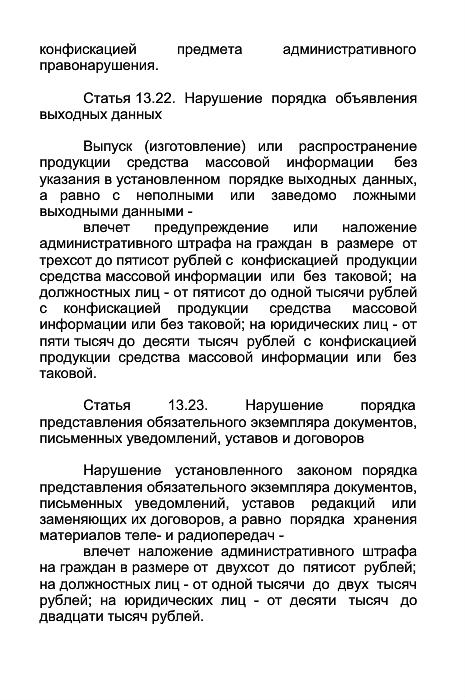 конфискацией предмета административного
правонарушения.
Статья 13.22. Нарушение порядка объявления
выходных данных
Выпуск (изготовление) или распространение
продукции средства массовой информации без
указания в установленном порядке выходных данных,
а равно с неполными или заведомо ложными
выходными данными -
влечет предупреждение или наложение
административного штрафа на граждан в размере от
трехсот до пятисот рублей с конфискацией продукции
средства массовой информации или без таковой; на
должностных лиц - от пятисот до одной тысячи рублей
с конфискацией продукции средства массовой
информации или без таковой; на юридических лиц - от
пяти тысяч до десяти тысяч рублей с конфискацией
продукции средства массовой информации или без
таковой.
Статья 13.23. Нарушение порядка
представления обязательного экземпляра документов,
письменных уведомлений, уставов и договоров
Нарушение установленного законом порядка
представления обязательного экземпляра документов,
письменных уведомлений, уставов редакций или
заменяющих их договоров, а равно порядка хранения
материалов теле- и радиопередач -
влечет наложение административного штрафа
на граждан в размере от двухсот до пятисот рублей;
на должностных лиц - от одной тысячи до двух тысяч
рублей; на юридических лиц - от десяти тысяч до
двадцати тысяч рублей.